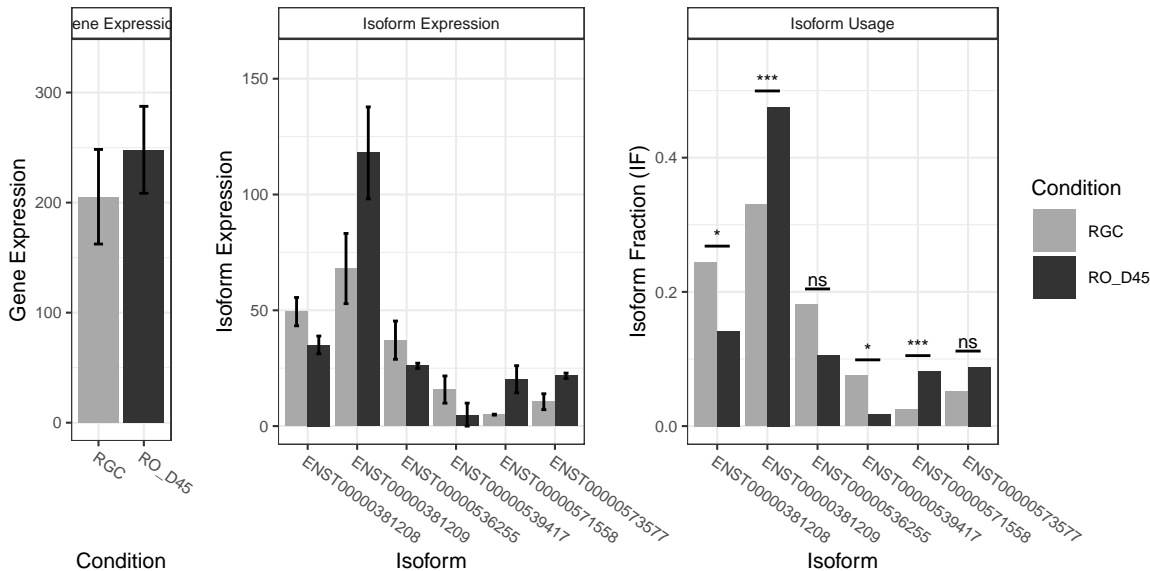 ene Expressio
Gene Expression
300
200
100
0
RGC
RO_D45
Condition
Isoform Expression
Isoform Expression
150
100
50
0
ENST00000381208
ENST00000381209
ENST00000536255
ENST00000539417
ENST00000571558
ENST00000573577
Isoform
Isoform Usage
Isoform Fraction (IF)
0.4
0.2
0.0
*
***
ns
*
***
ns
ENST00000381208
ENST00000381209
ENST00000536255
ENST00000539417
ENST00000571558
ENST00000573577
Isoform
Condition
RGC
RO_D45